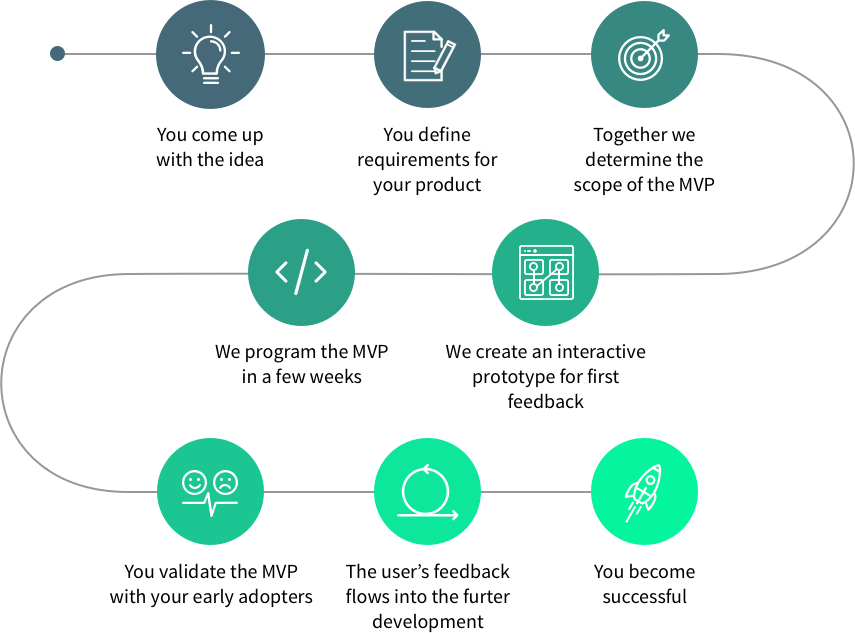 You come up
with the idea
You define
requirements for
your product
Together we
determine the
scope of the MVP
We program the MVP
in a few weeks
We create an interactive
prototype for first
feedback
You validate the MVP
with your early adopters
The user’s feedback
flows into the furter
development
You become
successful